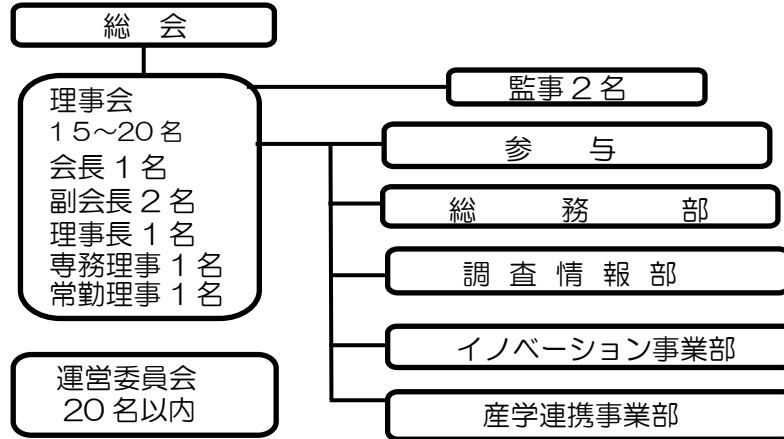 総 会
理事会
15～20名
会長1名
副会長2名
理事長1名
専務理事1名
常勤理事1名
監事2名
参 与
総 務 部
調 査 情 報 部
イノベーション事業部
産学連携事業部
運営委員会
20名以内